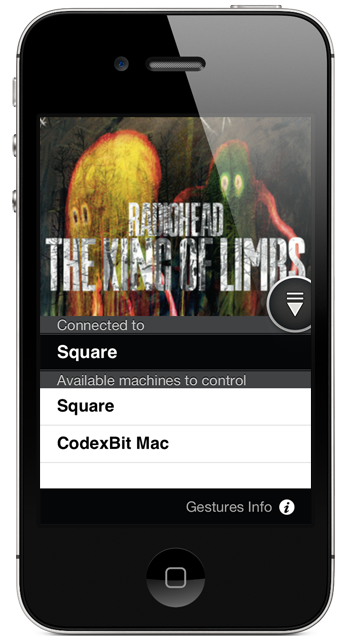 RADIOHEAD
THE KING OF LIMBS
Connected to
Square
Available machines to control
Square
CodexBit Mac
Gestures Info i